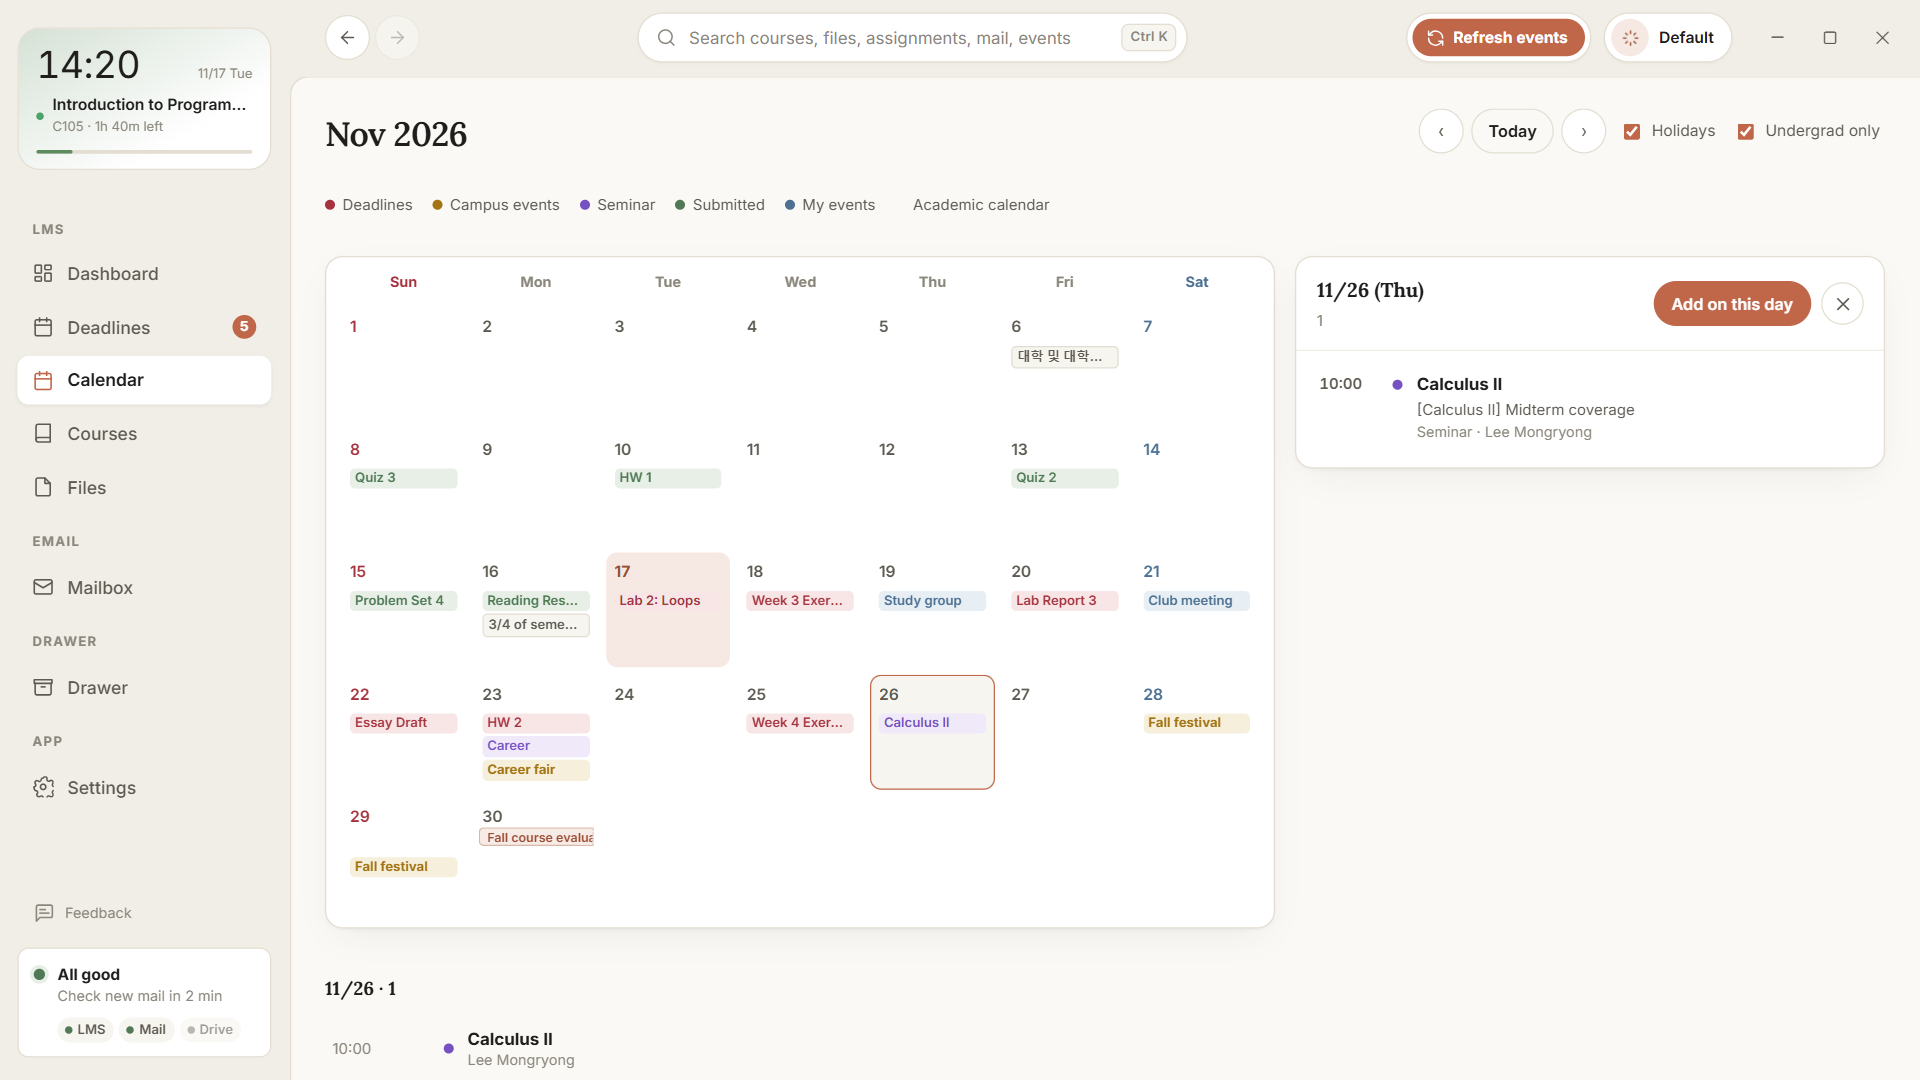 14:20
11/17 Tue
Introduction to Program...
C105 · 1h 40m left
LMS
Dashboard
Deadlines
5
Calendar
Courses
Files
EMAIL
Mailbox
DRAWER
Drawer
APP
Settings
Feedback
All good
Check new mail in 2 min
LMS
Mail
Drive
Search courses, files, assignments, mail, events
Ctrl K
Refresh events
Default
Nov 2026
Today
Holidays
Undergrad only
Deadlines
Campus events
Seminar
Submitted
My events
Academic calendar
Sun Mon Tue Wed Thu Fri Sat
1 2 3 4 5 6 7
대학 및 대학...
8 9 10 11 12 13 14
Quiz 3
HW 1
Quiz 2
15 16 17 18 19 20 21
Problem Set 4
Reading Res...
Lab 2: Loops
Week 3 Exer...
Study group
Lab Report 3
Club meeting
3/4 of seme...
22 23 24 25 26 27 28
Essay Draft
HW 2
Week 4 Exer...
Calculus II
Fall festival
Career
Career fair
29 30
Fall course evalua
Fall festival
11/26 (Thu)
1
Add on this day
10:00
Calculus II
[Calculus II] Midterm coverage
Seminar · Lee Mongryong
11/26 · 1
10:00
Calculus II
Lee Mongryong